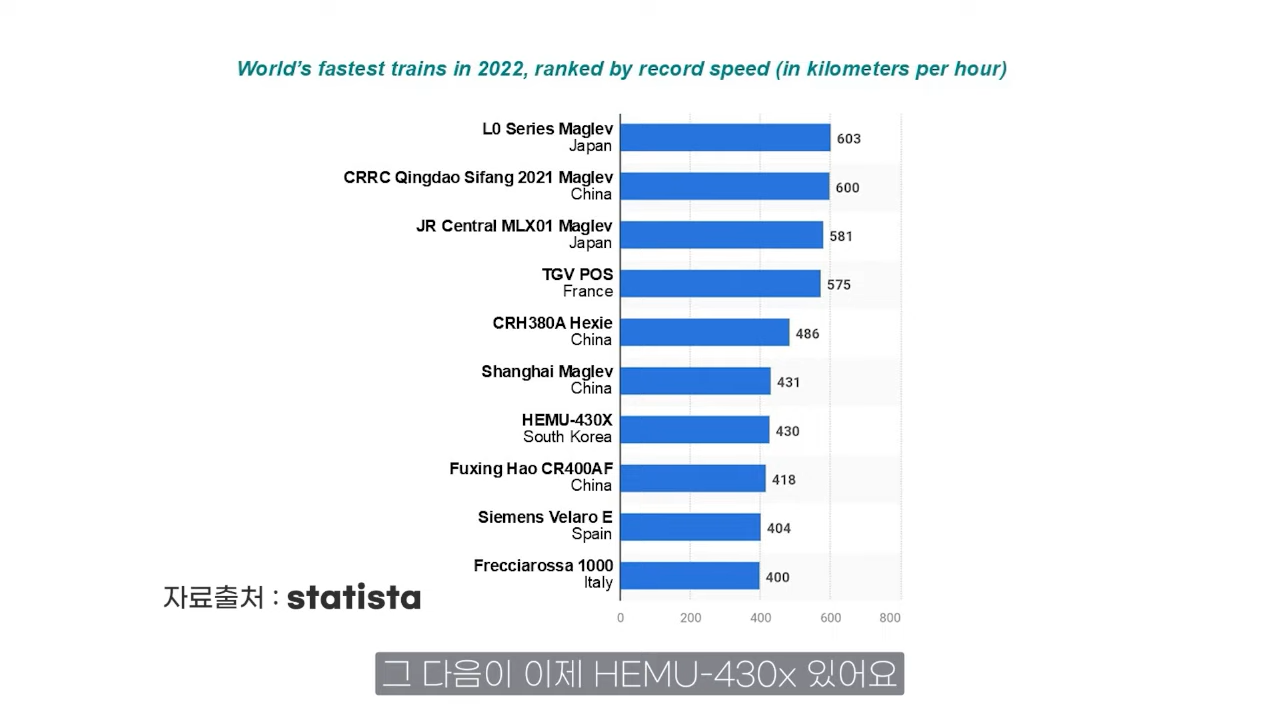 World's fastest trains in 2022, ranked by record speed (in kilometers per hour)
L0 Series Maglev
Japan
603
CRRC Qingdao Sifang 2021 Maglev
China
600
JR Central MLX01 Maglev
Japan
581
TGV POS
France
575
CRH380A Hexie
China
486
Shanghai Maglev
China
431
HEMU-430X
South Korea
430
Fuxing Hao CR400AF
China
418
Siemens Velaro E
Spain
404
Frecciarossa 1000
Italy
400
0 200 400 600 800
자료출처 : statista
그 다음이 이제 HEMU-430x 있어요